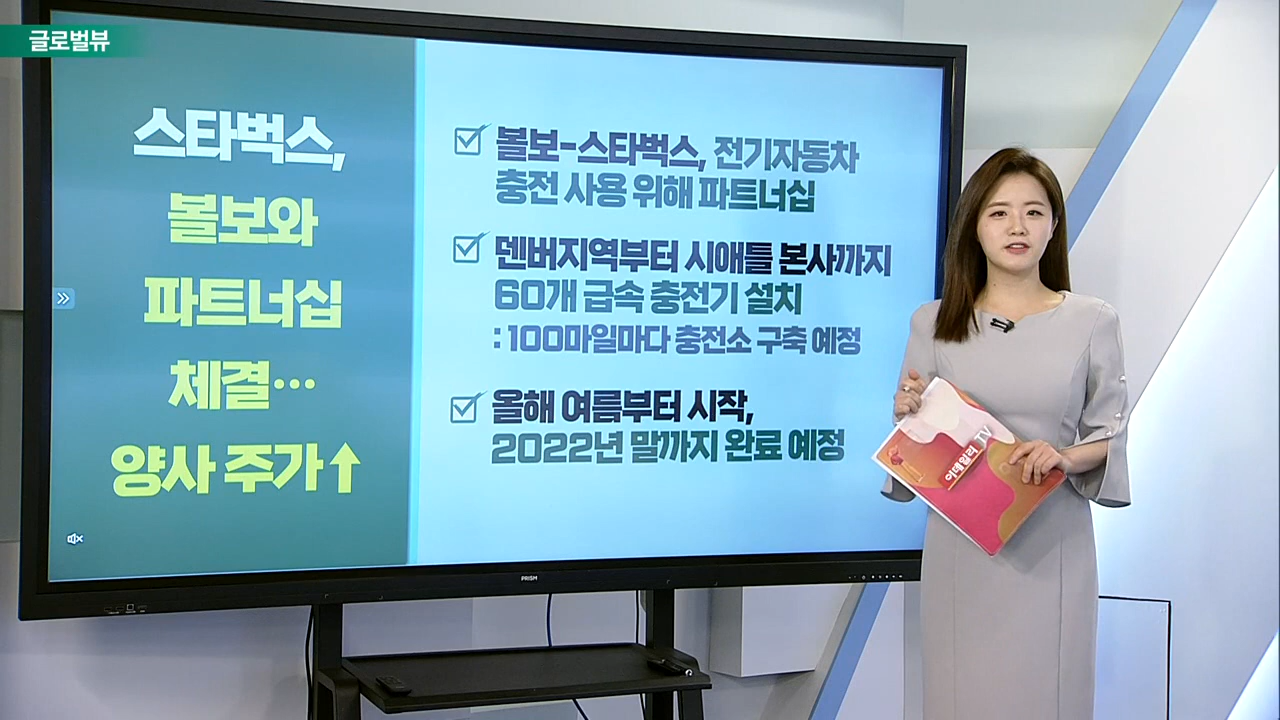 글로벌뷰
스타벅스,
볼보와
파트너십
체결…
양사 주가↑
볼보-스타벅스, 전기자동차
충전 사용 위해 파트너십
덴버지역부터 시애틀 본사까지
60개 급속 충전기 설치
: 100마일마다 충전소 구축 예정
올해 여름부터 시작,
2022년 말까지 완료 예정
PRISM
이데일리 TV